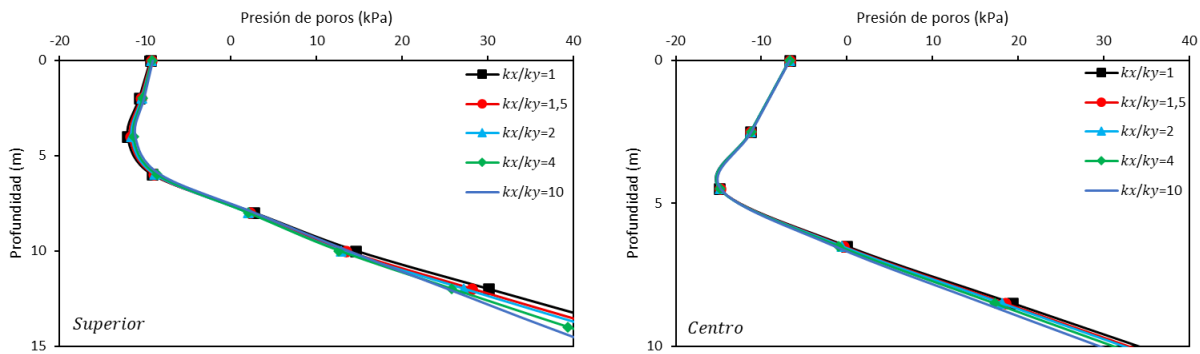 Presión de poros (kPa)
-20 -10 0 10 20 30 40
0
5
10
15
Profundidad (m)
kx/ky=1
kx/ky=1,5
kx/ky=2
kx/ky=4
kx/ky=10
Superior
Presión de poros (kPa)
-20 -10 0 10 20 30 40
0
5
10
Profundidad (m)
kx/ky=1
kx/ky=1,5
kx/ky=2
kx/ky=4
kx/ky=10
Centro